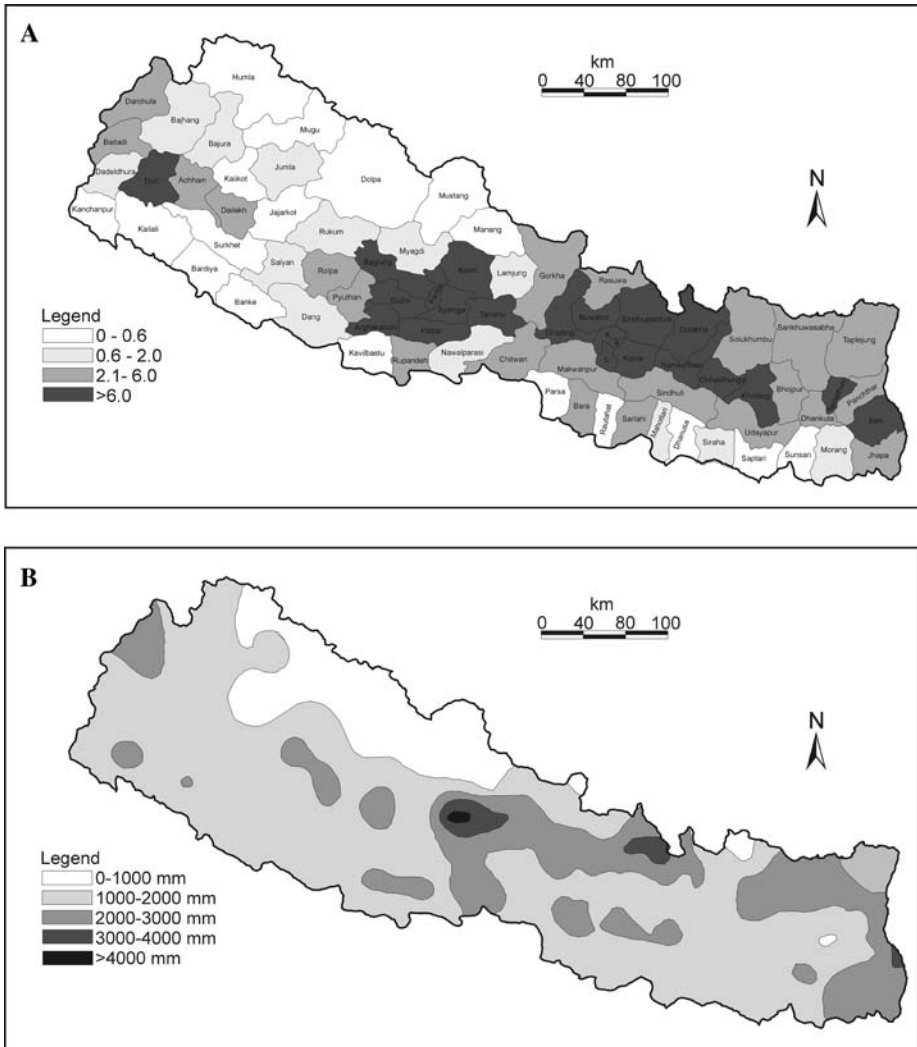 A
km
0 40 60 80 100
N
Humla
Darchula
Bajhang
Mugu
Baitadi
Bajura
Jumla
Dadeldhura
Doti
Achham
Kalikot
Dolpa
Mustang
Kanchanpur
Dailekh
Jajarkot
Kailali
Manang
Surkhet
Rukum
Myagdi
Kaski
Lamjung
Gorkha
Bardiya
Salyan
Rolpa
Baglung
Rasuwa
Banke
Pyuthan
Gulmi
Syangja
Tanahu
Nuwakot
Sindhupalcok
Dolakha
Solukhumbu
Sankhuwasabha
Taplejung
Dang
Palpa
Dhading
Kavre
Ramechhap
Kavilbastu
Rupandehi
Nawalparasi
Chitwan
Makwanpur
Okhaldhunga
Khotang
Bhojpur
Panchthar
Parsa
Bara
Rautahat
Sarlahi
Sindhuli
Dhankuta
Ilam
Mahottari
Dhanusa
Siraha
Udayapur
Saptari
Sunsari
Morang
Jhapa
Legend
0 - 0.6
0.6 - 2.0
2.1- 6.0
>6.0
B
km
0 40 60 80 100
N
Legend
0-1000 mm
1000-2000 mm
2000-3000 mm
3000-4000 mm
>4000 mm